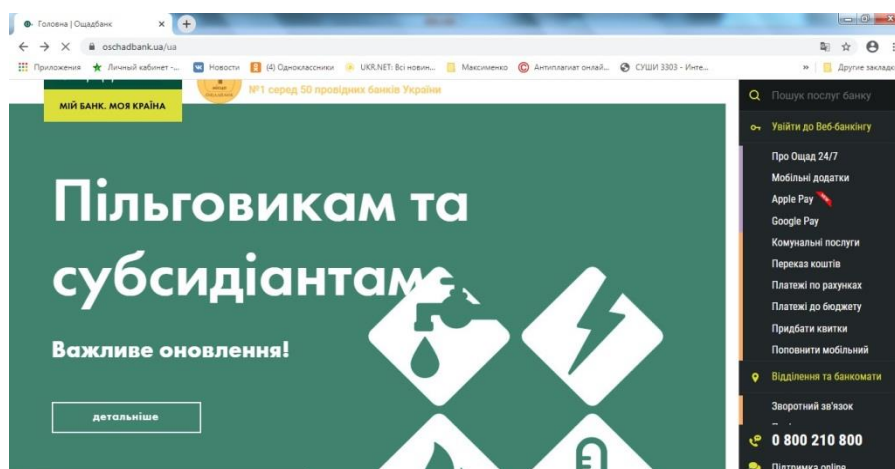 Головна | Ощадбанк
oschadbank.ua/ua
Приложения
Личный кабинет -...
Новости
(4) Одноклассники
UKR.NET: Всі новин...
Максименко
Антиплагиат онлай...
СУШИ 3303 - Инте...
»
Другие закладки
МІЙ БАНК. МОЯ КРАЇНА
№1 серед 50 провідних банків України
Пільговикам та
субсидіантам
Важливе оновлення!
детальніше
Пошук послуг банку
Увійти до Веб-банкінгу
Про Ощад 24/7
Мобільні додатки
Apple Pay
Google Pay
Комунальні послуги
Переказ коштів
Платежі по рахунках
Платежі до бюджету
Придбати квитки
Поповнити мобільний
Відділення та банкомати
Зворотний зв'язок
0 800 210 800
Підтримка online